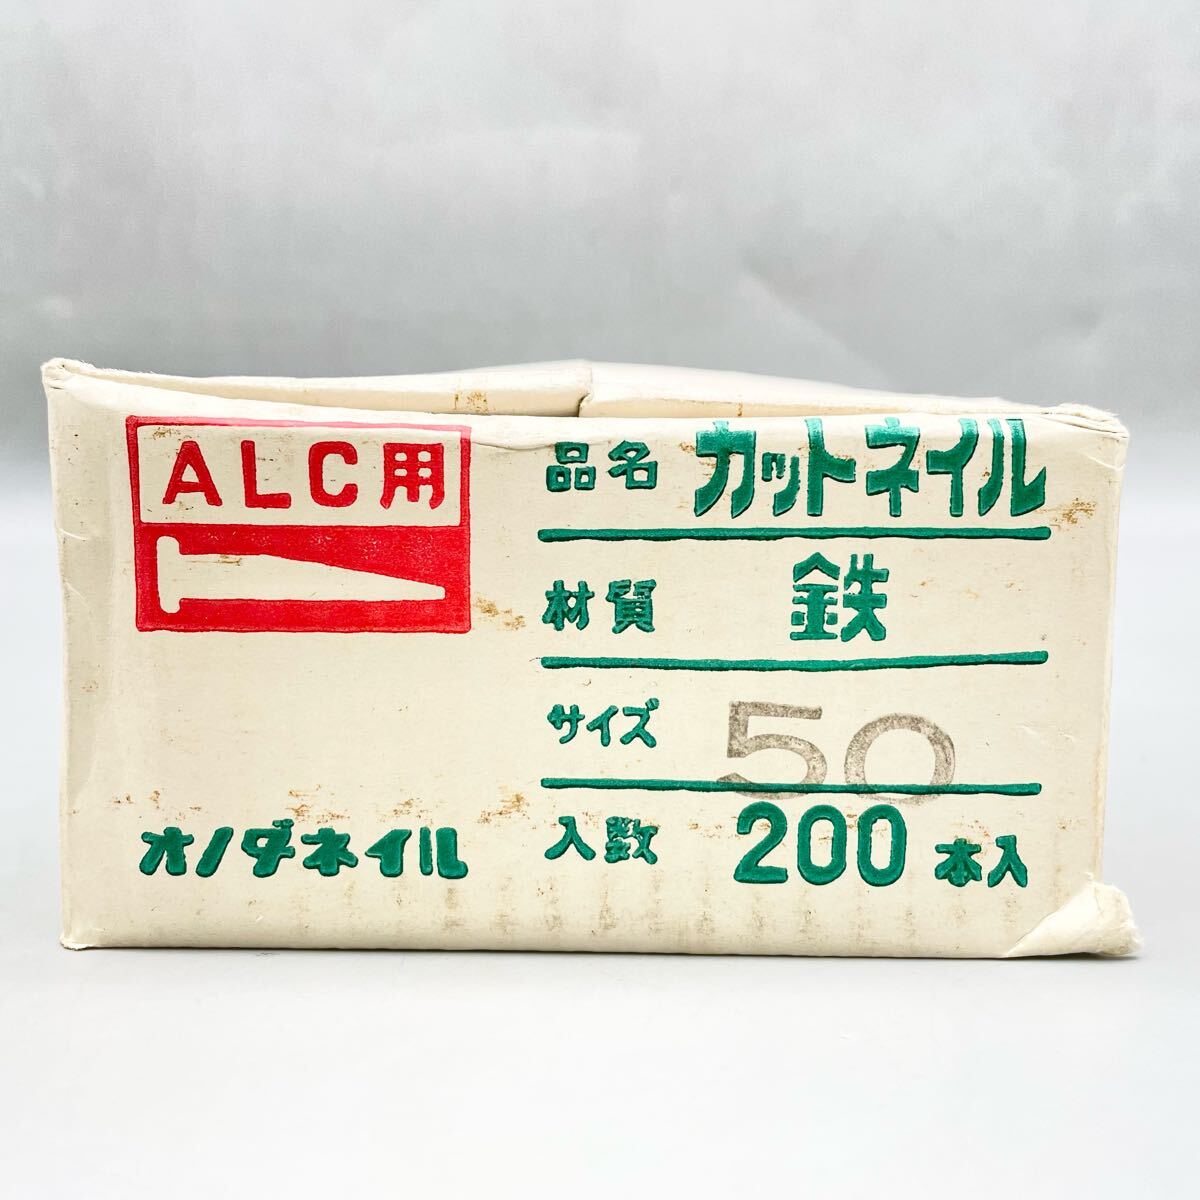 ALC用
品名 カットネイル
材質 鉄
サイズ 50
入数 200 本入
オノダネイル